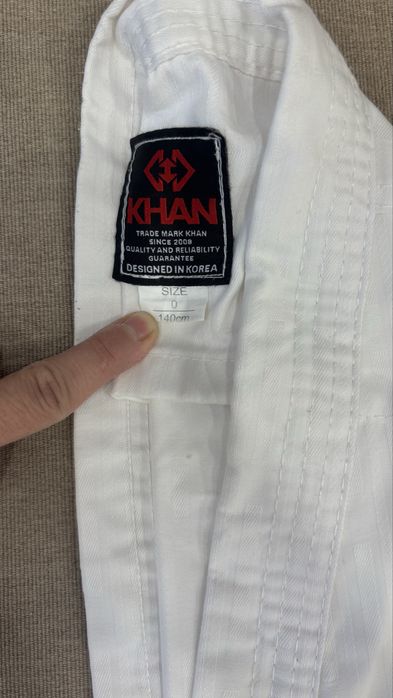 KHAN
TRADE MARK KHAN
SINCE 2009
QUALITY AND RELIABILITY
GUARANTEE
DESIGNED IN KOREA
SIZE
0
140cm